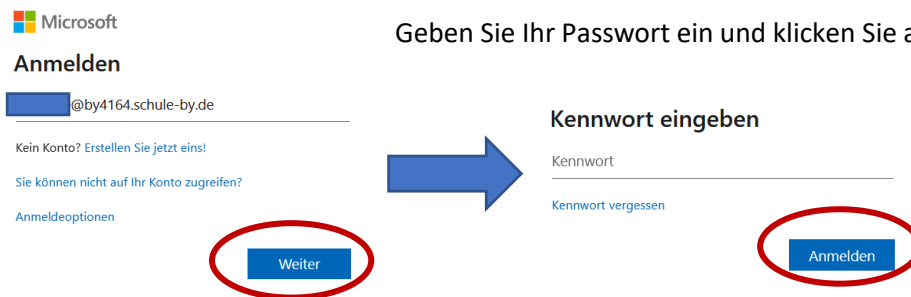 Microsoft
Geben Sie Ihr Passwort ein und klicken Sie
Anmelden
@by4164.schule-by.de
Kein Konto? Erstellen Sie jetzt eins!
Sie können nicht auf Ihr Konto zugreifen?
Anmeldeoptionen
Weiter
Kennwort eingeben
Kennwort
Kennwort vergessen
Anmelden